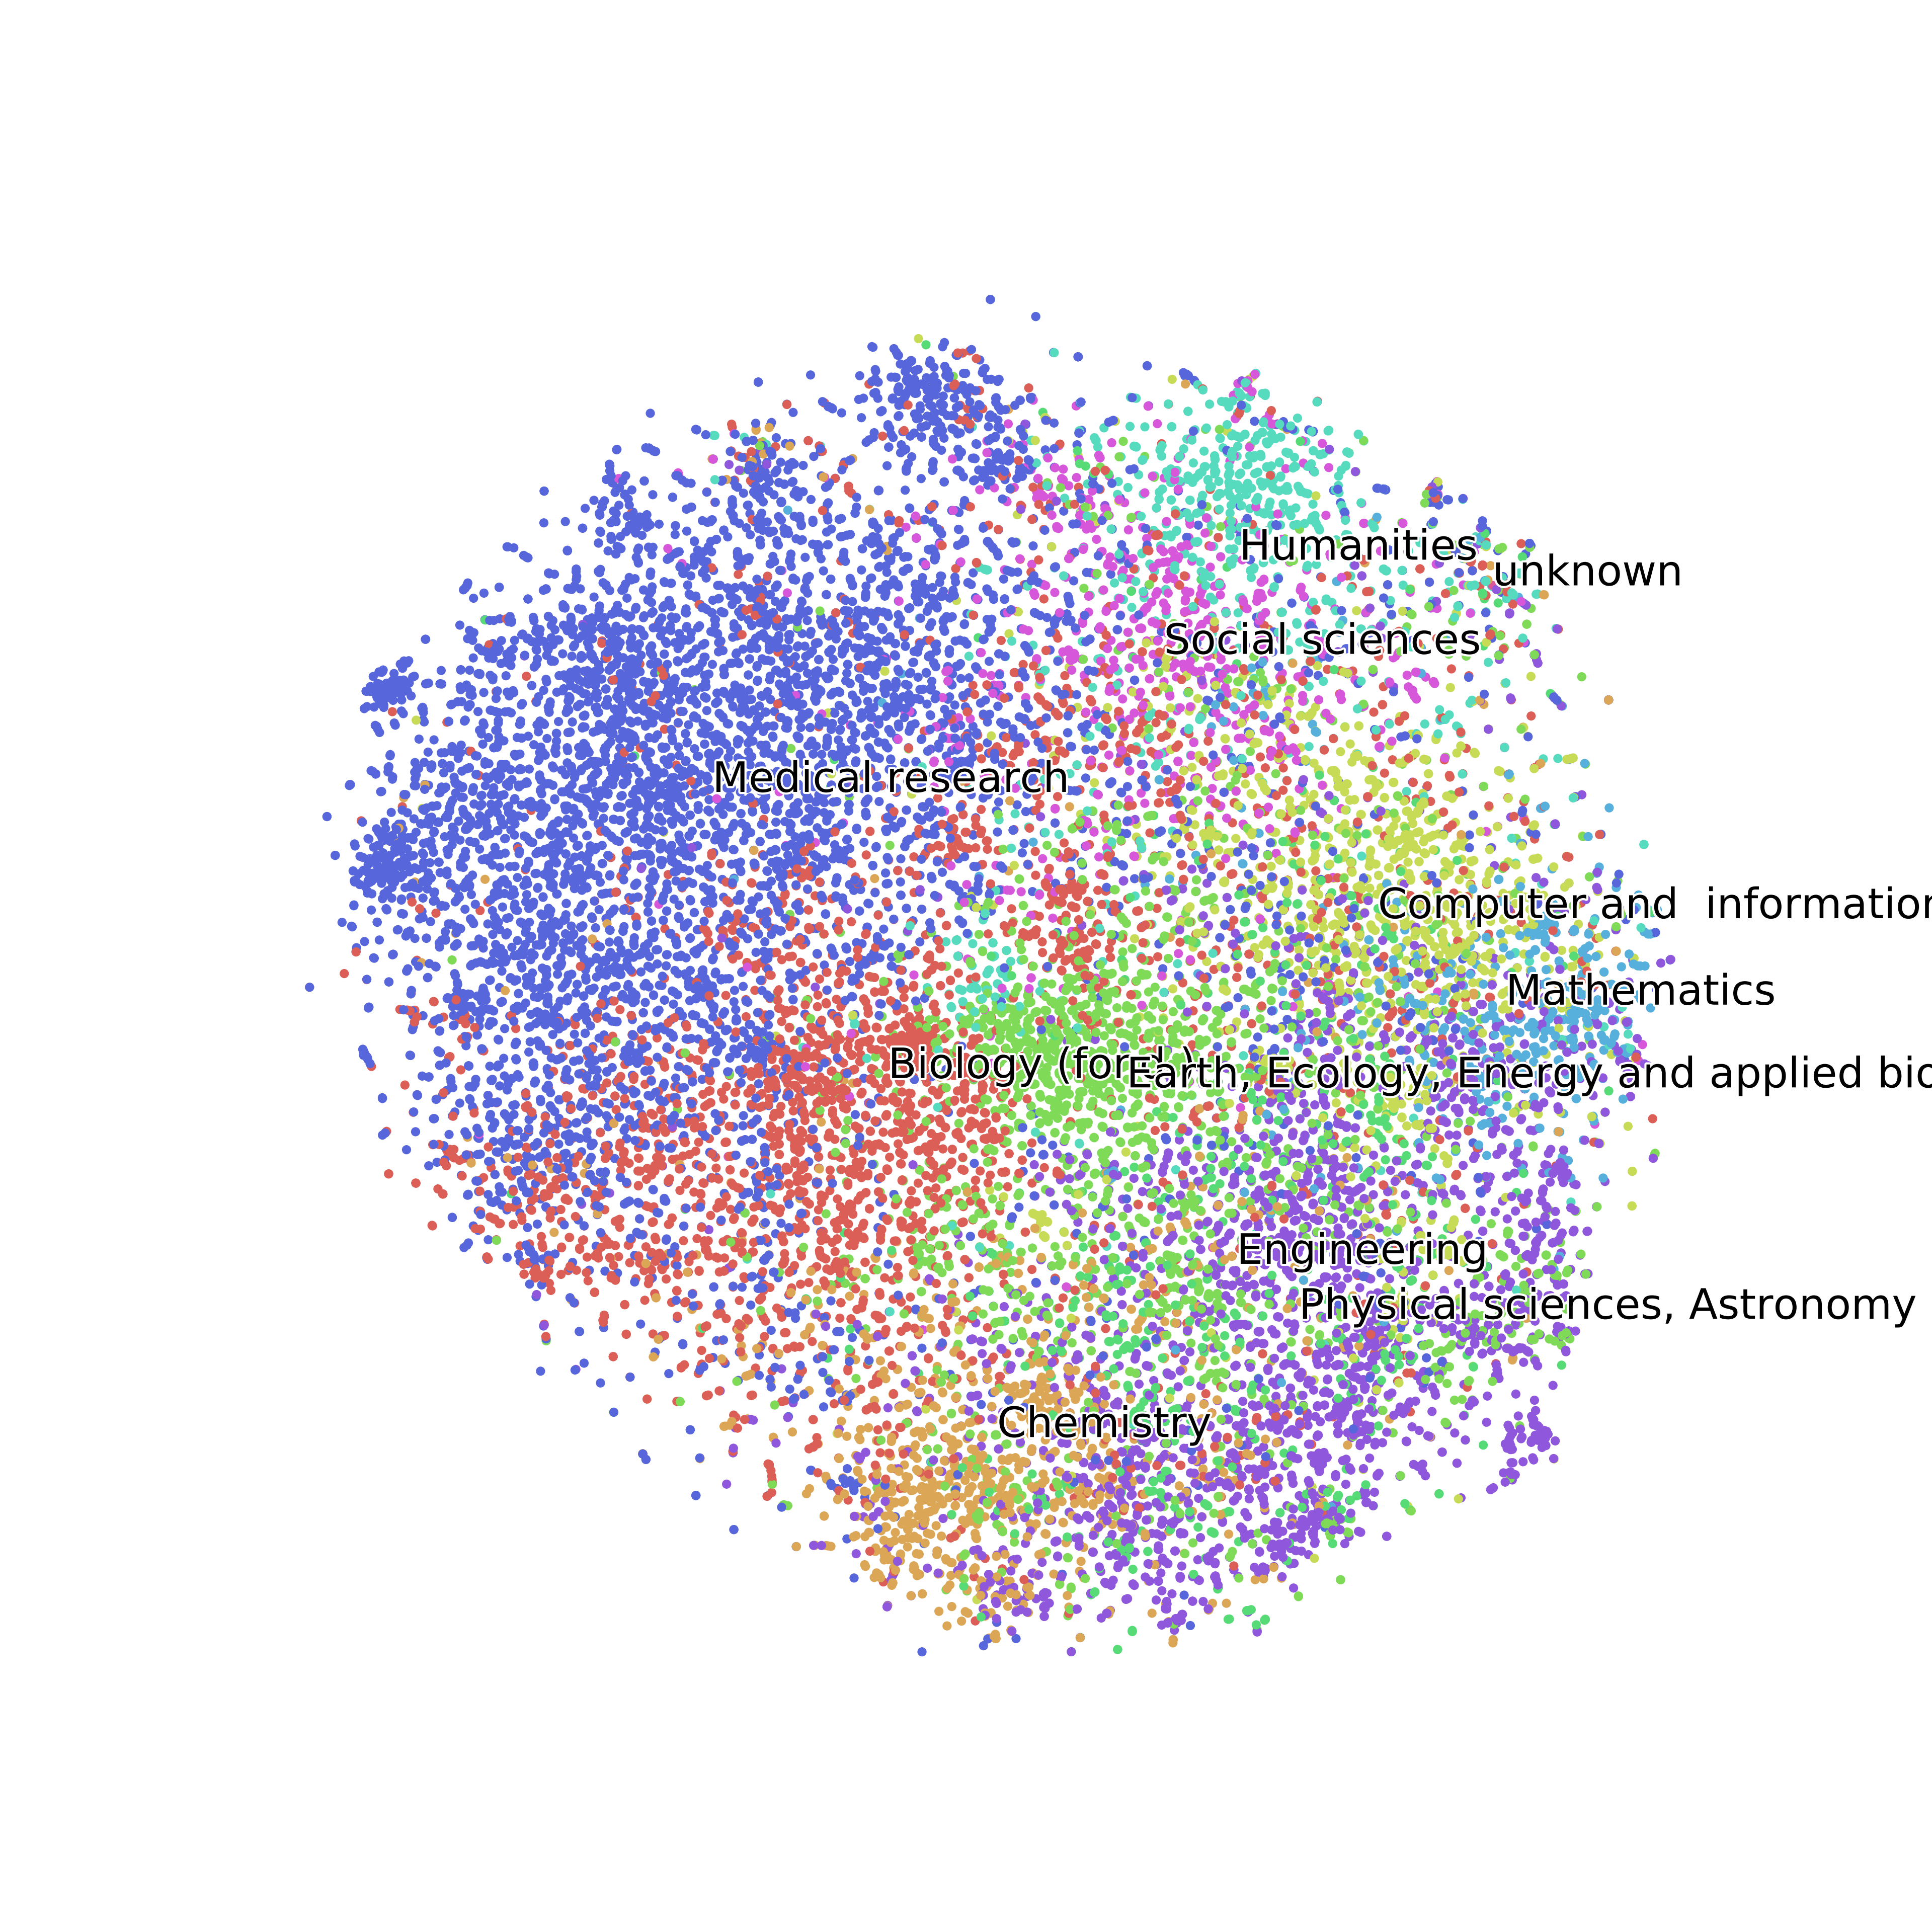 Humanities
unknown
Social sciences
Medical research
Computer and  information
Mathematics
Biology (for d.)
Earth, Ecology, Energy and applied bio
Engineering
Physical sciences, Astronomy
Chemistry